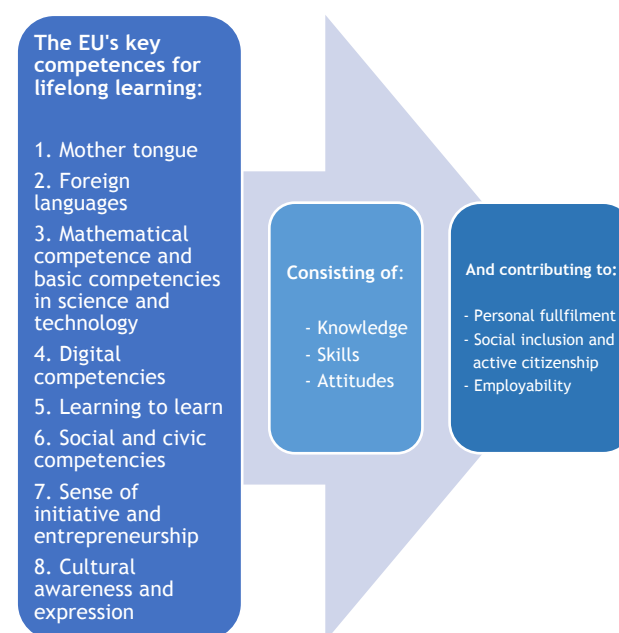 The EU's key
competences for
lifelong learning:
1. Mother tongue
2. Foreign
languages
3. Mathematical
competence and
basic competencies
in science and
technology
4. Digital
competencies
5. Learning to learn
6. Social and civic
competencies
7. Sense of
initiative and
entrepreneurship
8. Cultural
awareness and
expression
Consisting of:
- Knowledge
- Skills
- Attitudes
And contributing to:
- Personal fullfilment
- Social inclusion and
active citizenship
- Employability